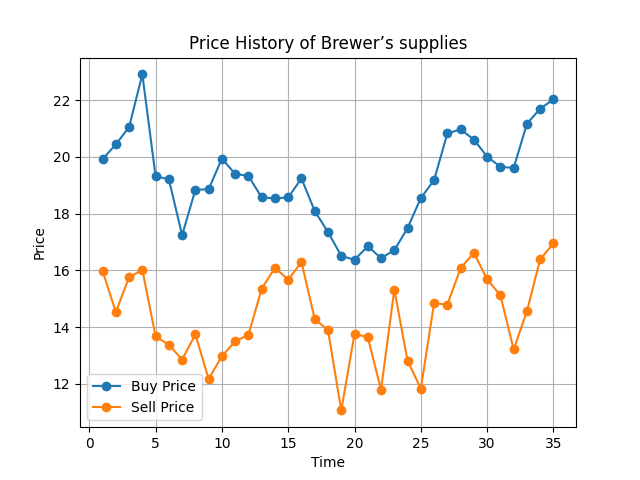 Price History of Brewer’s supplies
Price
22
20
18
16
14
12
Buy Price
Sell Price
0 5 10 15 20 25 30 35
Time